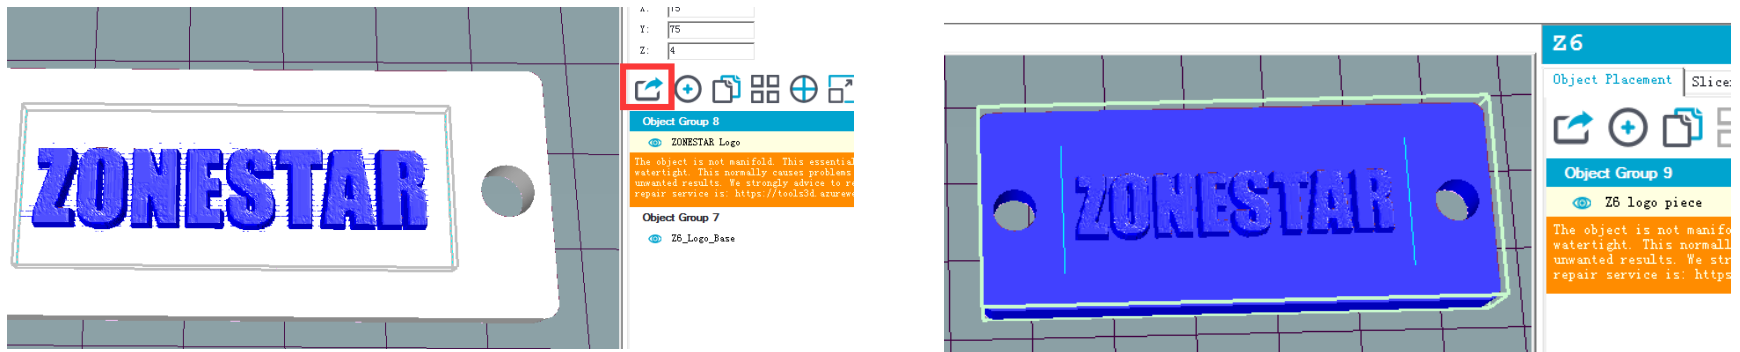 X: 75
Y: 75
Z: 4
Object Group 8
ZONESTAR Logo
The object is not manifold. This essential
watertight. This normally causes problems
unwanted results. We strongly advice to re
repair service is: https://tools3d.azurewe
Object Group 7
Z6_Logo_Base
ZONESTAR
Z6
Object Placement
Slice
Object Group 9
Z6 logo piece
The object is not manifo
watertight. This normall
unwanted results. We str
repair service is: https
ZONESTAR